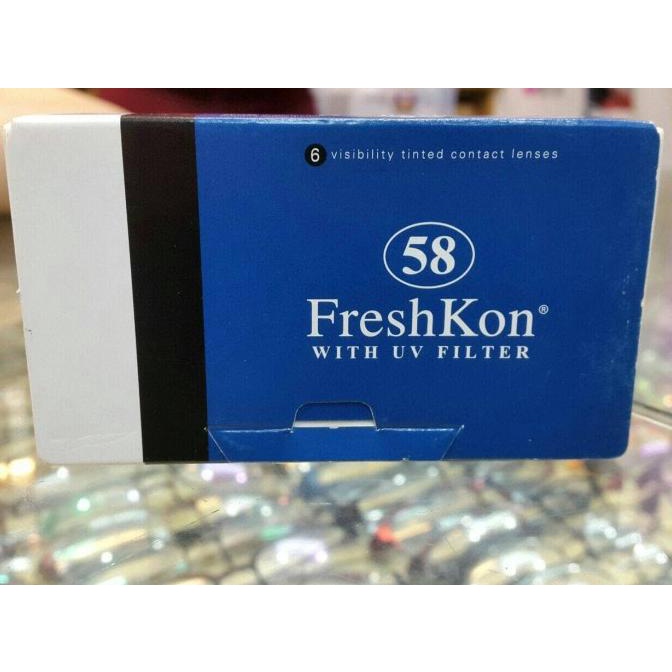 6 visibility tinted contact lenses
58
FreshKon®
WITH UV FILTER